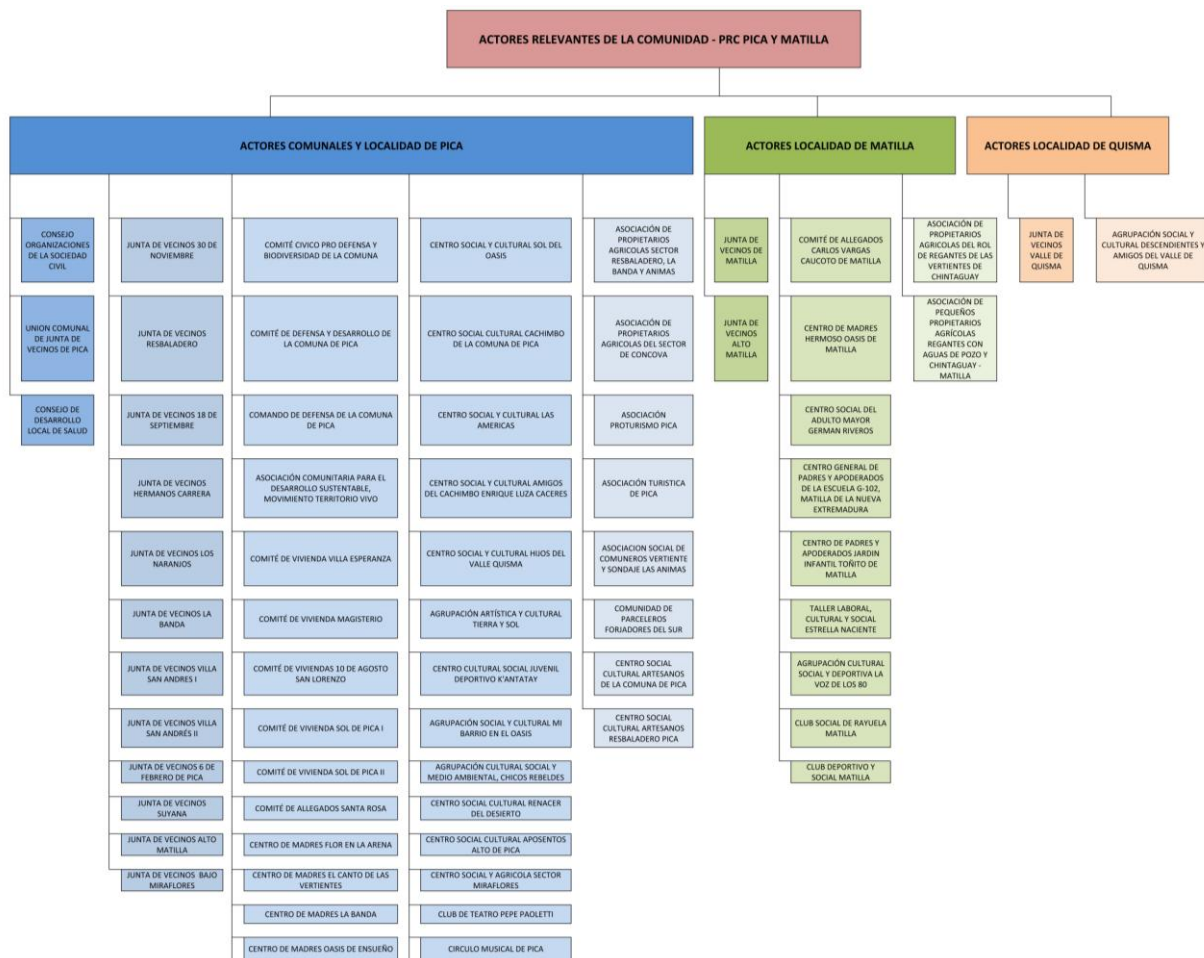 ACTORES RELEVANTES DE LA COMUNIDAD - PRC PICA Y MATILLA
ACTORES COMUNALES Y LOCALIDAD DE PICA
CONSEJO
ORGANIZACIONES
DE LA SOCIEDAD
CIVIL
UNION COMUNAL
DE JUNTA DE
VECINOS DE PICA
CONSEJO DE
DESARROLLO
LOCAL DE SALUD
JUNTA DE VECINOS 30 DE
NOVIEMBRE
JUNTA DE VECINOS
RESBALADERO
JUNTA DE VECINOS 18 DE
SEPTIEMBRE
JUNTA DE VECINOS
HERMANOS CARRERA
JUNTA DE VECINOS LOS
NARANJOS
JUNTA DE VECINOS LA
BANDA
JUNTA DE VECINOS VILLA
SAN ANDRES I
JUNTA DE VECINOS VILLA
SAN ANDRÉS II
JUNTA DE VECINOS 6 DE
FEBRERO DE PICA
JUNTA DE VECINOS
SUYANA
JUNTA DE VECINOS ALTO
MATILLA
JUNTA DE VECINOS BAJO
MIRAFLORES
COMITÉ CIVICO PRO DEFENSA Y
BIODIVERSIDAD DE LA COMUNA
COMITÉ DE DEFENSA Y DESARROLLO DE
LA COMUNA DE PICA
COMANDO DE DEFENSA DE LA COMUNA
DE PICA
ASOCIACIÓN COMUNITARIA PARA EL
DESARROLLO SUSTENTABLE,
MOVIMIENTO TERRITORIO VIVO
COMITÉ DE VIVIENDA VILLA ESPERANZA
COMITÉ DE VIVIENDA MAGISTERIO
COMITÉ DE VIVIENDAS 10 DE AGOSTO
SAN LORENZO
COMITÉ DE VIVIENDA SOL DE PICA I
COMITÉ DE VIVIENDA SOL DE PICA II
COMITÉ DE ALLEGADOS SANTA ROSA
CENTRO DE MADRES FLOR EN LA ARENA
CENTRO DE MADRES EL CANTO DE LAS
VERTIENTES
CENTRO DE MADRES LA BANDA
CENTRO DE MADRES OASIS DE ENSUEÑO
CENTRO SOCIAL Y CULTURAL SOL DEL
OASIS
CENTRO SOCIAL CULTURAL CACHIMBO
DE LA COMUNA DE PICA
CENTRO SOCIAL Y CULTURAL LAS
AMERICAS
CENTRO SOCIAL Y CULTURAL AMIGOS
DEL CACHIMBO ENRIQUE LUZA CACERES
CENTRO SOCIAL Y CULTURAL HIJOS DEL
VALLE QUISMA
AGRUPACIÓN ARTÍSTICA Y CULTURAL
TIERRA Y SOL
CENTRO CULTURAL SOCIAL JUVENIL
DEPORTIVO K'ANTATAY
AGRUPACIÓN SOCIAL Y CULTURAL MI
BARRIO EN EL OASIS
AGRUPACIÓN CULTURAL SOCIAL Y
MEDIO AMBIENTAL, CHICOS REBELDES
CENTRO SOCIAL CULTURAL RENACER
DEL DESIERTO
CENTRO SOCIAL CULTURAL APOSENTOS
ALTO DE PICA
CENTRO SOCIAL Y AGRICOLA SECTOR
MIRAFLORES
CLUB DE TEATRO PEPE PAOLETTI
CIRCULO MUSICAL DE PICA
ASOCIACIÓN DE
PROPIETARIOS
AGRICOLAS SECTOR
RESBALADERO, LA
BANDA Y ANIMAS
ASOCIACIÓN DE
PROPIETARIOS
AGRICOLAS DEL SECTOR
DE CONCOVA
ASOCIACIÓN
PROTURISMO PICA
ASOCIACIÓN TURISTICA
DE PICA
ASOCIACION SOCIAL DE
COMUNEROS VERTIENTE
Y SONDAJE LAS ANIMAS
COMUNIDAD DE
PARCELEROS
FORJADORES DEL SUR
CENTRO SOCIAL
CULTURAL ARTESANOS
DE LA COMUNA DE PICA
CENTRO SOCIAL
CULTURAL ARTESANOS
RESBALADERO PICA
ACTORES LOCALIDAD DE MATILLA
JUNTA DE
VECINOS DE
MATILLA
JUNTA DE
VECINOS
ALTO
MATILLA
COMITÉ DE ALLEGADOS
CARLOS VARGAS
CAUCOTO DE MATILLA
CENTRO DE MADRES
HERMOSO OASIS DE
MATILLA
CENTRO SOCIAL DEL
ADULTO MAYOR
GERMAN RIVEROS
CENTRO GENERAL DE
PADRES Y APODERADOS
DE LA ESCUELA G-102,
MATILLA DE LA NUEVA
EXTREMADURA
CENTRO DE PADRES Y
APODERADOS JARDIN
INFANTIL TOÑITO DE
MATILLA
TALLER LABORAL,
CULTURAL Y SOCIAL
ESTRELLA NACIENTE
AGRUPACIÓN CULTURAL
SOCIAL Y DEPORTIVA LA
VOZ DE LOS 80
CLUB SOCIAL DE RAYUELA
MATILLA
CLUB DEPORTIVO Y
SOCIAL MATILLA
ASOCIACIÓN DE
PROPIETARIOS
AGRICOLAS DEL ROL
DE REGANTES DE LAS
VERTIENTES DE
CHINTAGUAY
ASOCIACIÓN DE
PEQUEÑOS
PROPIETARIOS
AGRÍCOLAS
REGANTES CON
AGUAS DE POZO Y
CHINTAGUAY -
MATILLA
ACTORES LOCALIDAD DE QUISMA
JUNTA DE
VECINOS
VALLE DE
QUISMA
AGRUPACIÓN SOCIAL Y
CULTURAL DESCENDIENTES Y
AMIGOS DEL VALLE DE
QUISMA